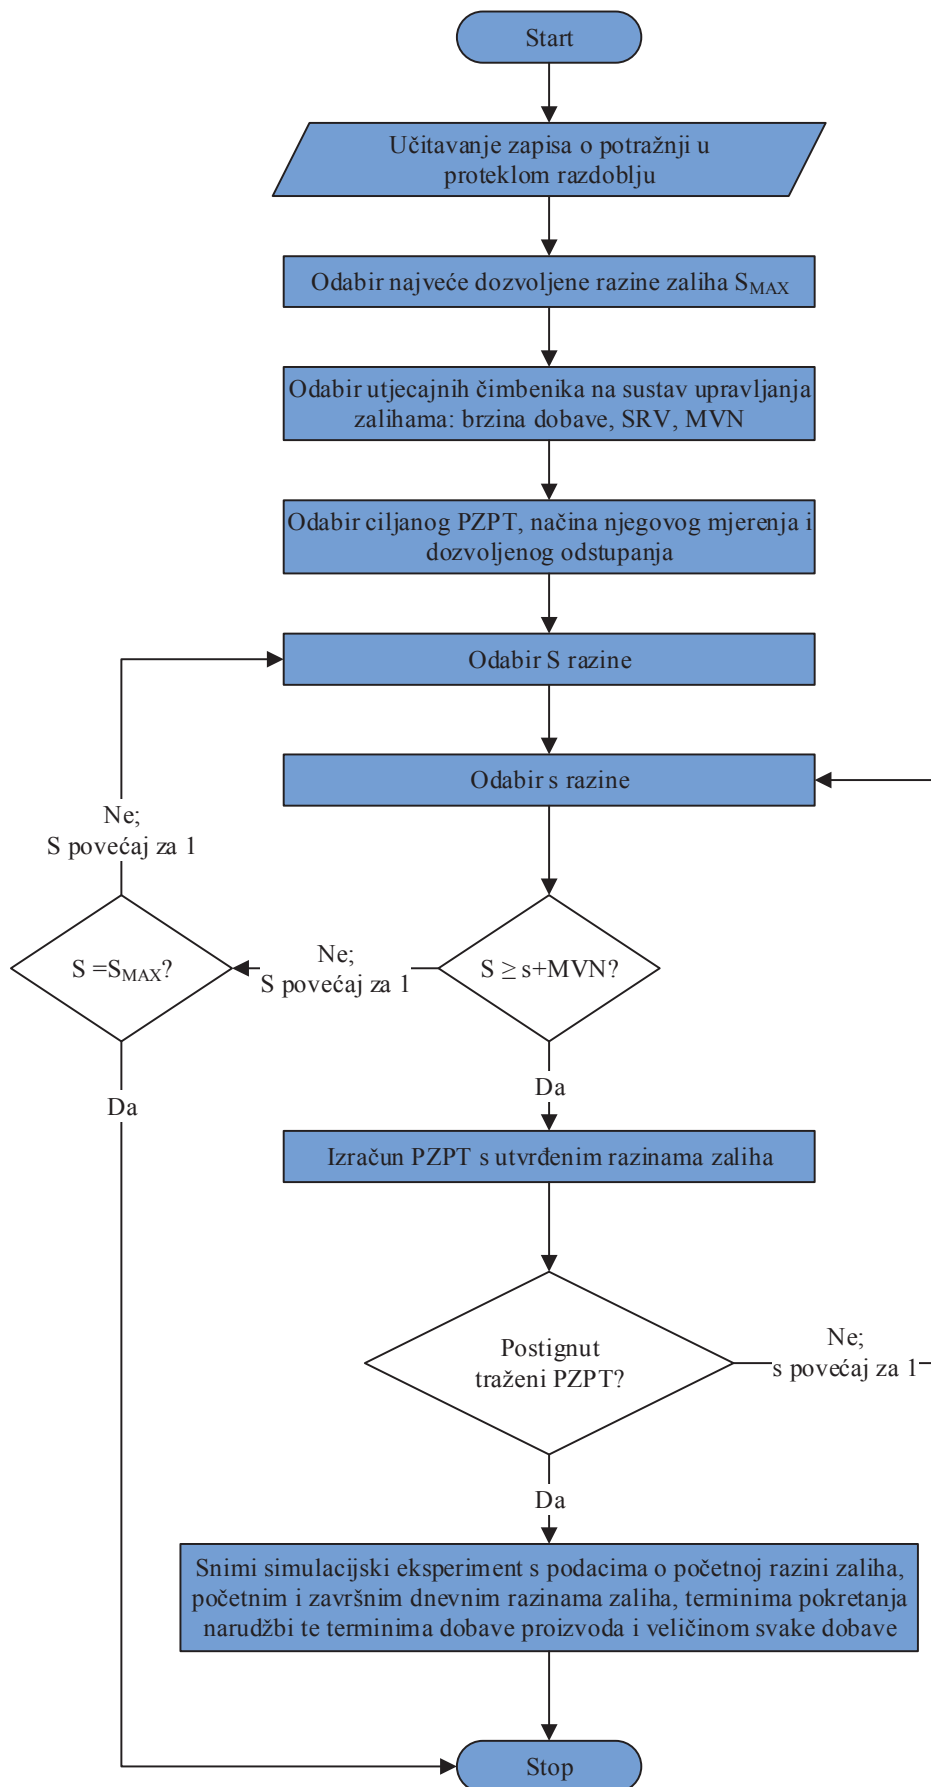 Start
Učitavanje zapisa o potražnji u
proteklom razdoblju
Odabir najveće dozvoljene razine zaliha SMAX
Odabir utjecajnih čimbenika na sustav upravljanja
zalihama: brzina dobave, SRV, MVN
Odabir ciljanog PZPT, načina njegovog mjerenja i
dozvoljenog odstupanja
Odabir S razine
Odabir s razine
Ne;
S povećaj za 1
S =SMAX?
Ne;
S povećaj za 1
S ≥ s+MVN?
Da
Da
Izračun PZPT s utvrđenim razinama zaliha
Postignut
traženi PZPT?
Ne;
s povećaj za 1
Da
Snimi simulacijski eksperiment s podacima o početnoj razini zaliha,
početnim i završnim dnevnim razinama zaliha, terminima pokretanja
narudžbi te terminima dobave proizvoda i veličinom svake dobave
Stop